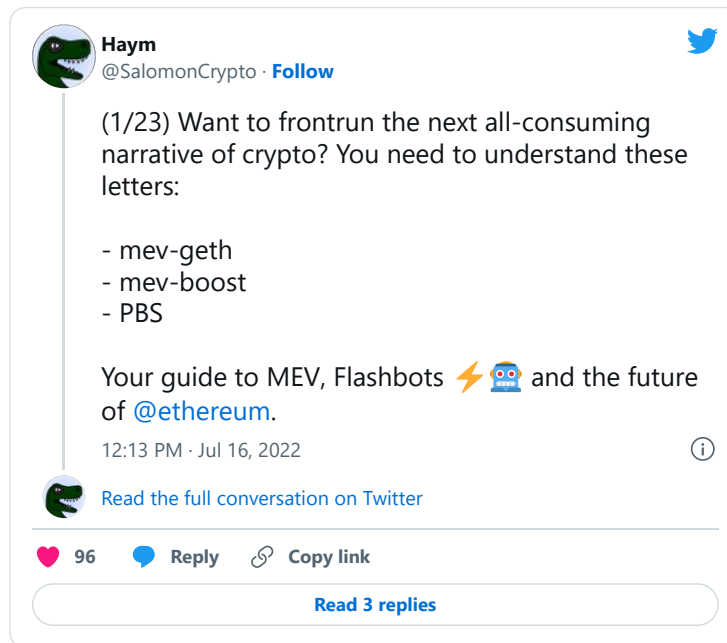 Haym
@SalomonCrypto · Follow
(1/23) Want to frontrun the next all-consuming
narrative of crypto? You need to understand these
letters:
- mev-geth
- mev-boost
- PBS
Your guide to MEV, Flashbots ⚡🤖 and the future
of @ethereum.
12:13 PM · Jul 16, 2022
Read the full conversation on Twitter
96 Reply Copy link
Read 3 replies